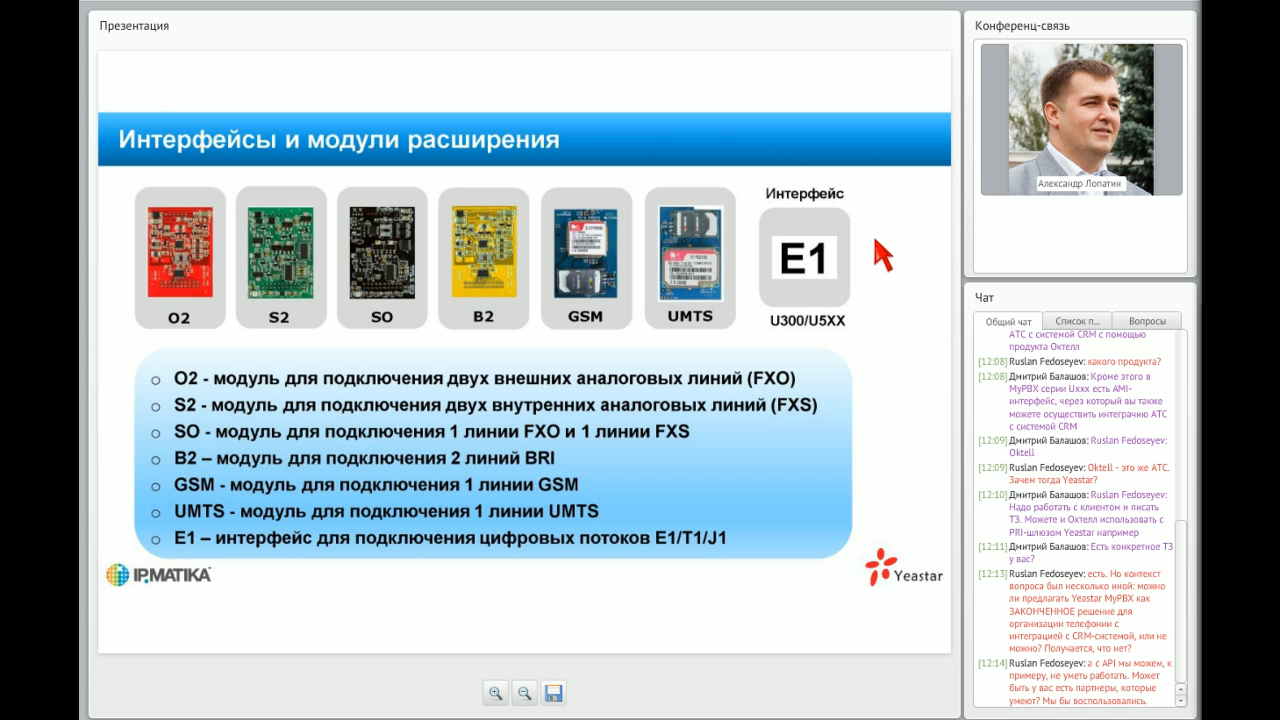 Презентация
Интерфейсы и модули расширения
O2
S2
SO
B2
GSM
UMTS
Интерфейс
E1
U300/U5XX
O2 - модуль для подключения двух внешних аналоговых линий (FXO)
S2 - модуль для подключения двух внутренних аналоговых линий (FXS)
SO - модуль для подключения 1 линии FXO и 1 линии FXS
B2 – модуль для подключения 2 линий BRI
GSM - модуль для подключения 1 линии GSM
UMTS - модуль для подключения 1 линии UMTS
E1 – интерфейс для подключения цифровых потоков E1/T1/J1
IPMATIKA
Yeastar
Конференц-связь
Александр Лопатин
Чат
Общий чат
Список п...
Вопросы
АТС с системой CRM с помощью
продукта Октелл
[12:08] Ruslan Fedoseyev: какого продукта?
[12:08] Дмитрий Балашов: Кроме этого в
MyPBX серии Uxxx есть AMI-
интерфейс, через который вы также
можете осуществить интеграчию АТС
с системой CRM
[12:09] Дмитрий Балашов: Ruslan Fedoseyev:
Oktell
[12:09] Ruslan Fedoseyev: Oktell - это же АТС.
Зачем тогда Yeastar?
[12:10] Дмитрий Балашов: Ruslan Fedoseyev:
Надо работать с клиентом и писать
ТЗ. Можете и Октелл использовать с
PRI-шлюзом Yeastar например
[12:11] Дмитрий Балашов: Есть конкретное ТЗ
у вас?
[12:13] Ruslan Fedoseyev: есть. Но контекст
вопроса был несколько иной: можно
ли предлагать Yeastar MyPBX как
ЗАКОНЧЕННОЕ решение для
организации телефонии с
интеграцией с CRM-системой, или не
можно? Получается, что нет?
[12:14] Ruslan Fedoseyev: а с API мы можем, к
примеру, не уметь работать. Может
быть у вас есть партнеры, которые
умеют? Мы бы воспользовались.